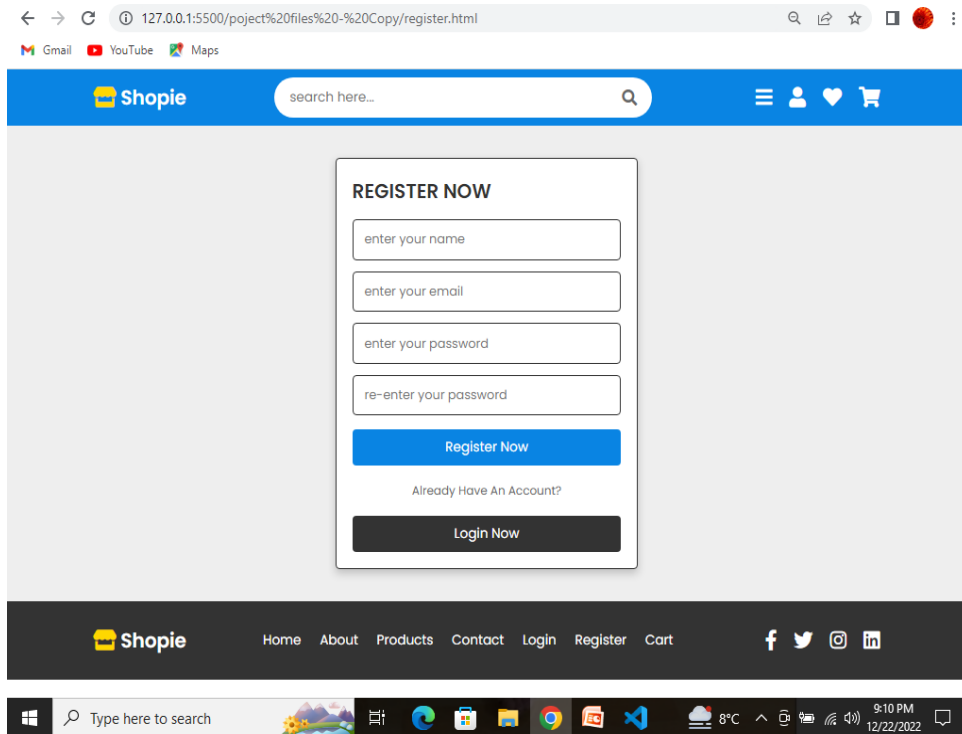 127.0.0.1:5500/poject%20files%20-%20Copy/register.html
Gmail YouTube Maps
Shopie search here...
REGISTER NOW
enter your name
enter your email
enter your password
re-enter your password
Register Now
Already Have An Account?
Login Now
Shopie Home About Products Contact Login Register Cart
Type here to search 8°C 9:10 PM
12/22/2022